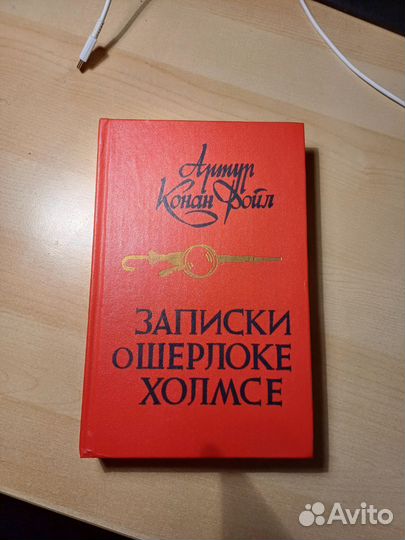 Артур
Конан Дойл
ЗАПИСКИ
О ШЕРЛОКЕ
ХОЛМСЕ
Avito